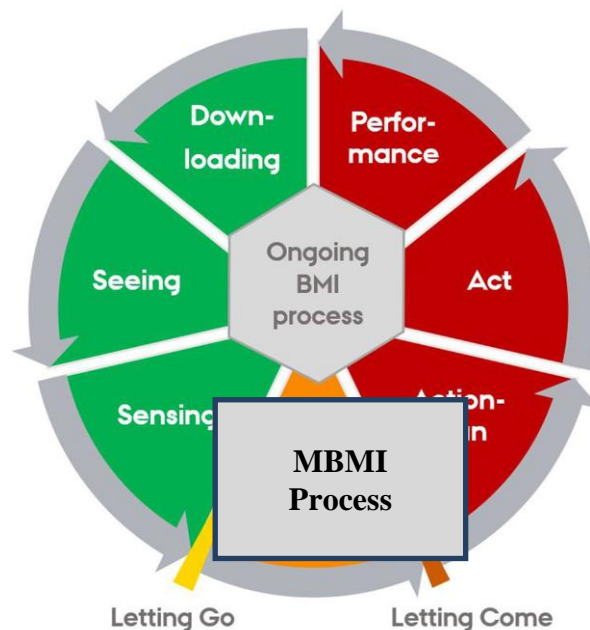 Down-
loading
Perfor-
mance
Seeing
Ongoing
BMI
process
Act
Sensing
MBMI
Process
Letting Go
Letting Come